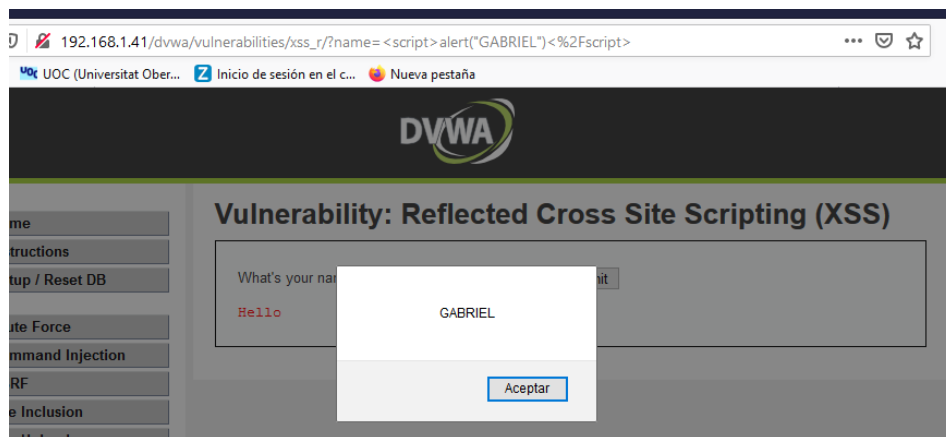 192.168.1.41/dvwa/vulnerabilities/xss_r/?name=<script>alert("GABRIEL")<%2Fscript>
UOC (Universitat Ober... Inicio de sesión en el c... Nueva pestaña
DVWA
Vulnerability: Reflected Cross Site Scripting (XSS)
me
tructions
tup / Reset DB
ute Force
mmand Injection
RF
e Inclusion
What's your nar
nit
Hello
GABRIEL
Aceptar